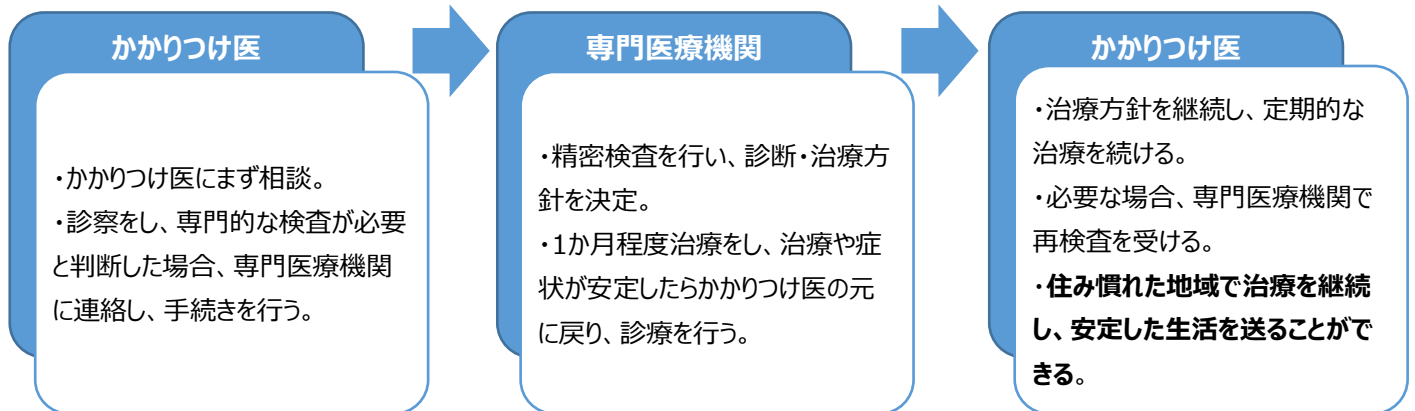 かかりつけ医
・かかりつけ医にまず相談。
・診察をし、専門的な検査が必要
と判断した場合、専門医療機関
に連絡し、手続きを行う。
専門医療機関
・精密検査を行い、診断・治療方
針を決定。
・1か月程度治療をし、治療や症
状が安定したらかかりつけ医の元
に戻り、診療を行う。
かかりつけ医
・治療方針を継続し、定期的な
治療を続ける。
・必要な場合、専門医療機関で
再検査を受ける。
・住み慣れた地域で治療を継続
し、安定した生活を送ることがで
きる。